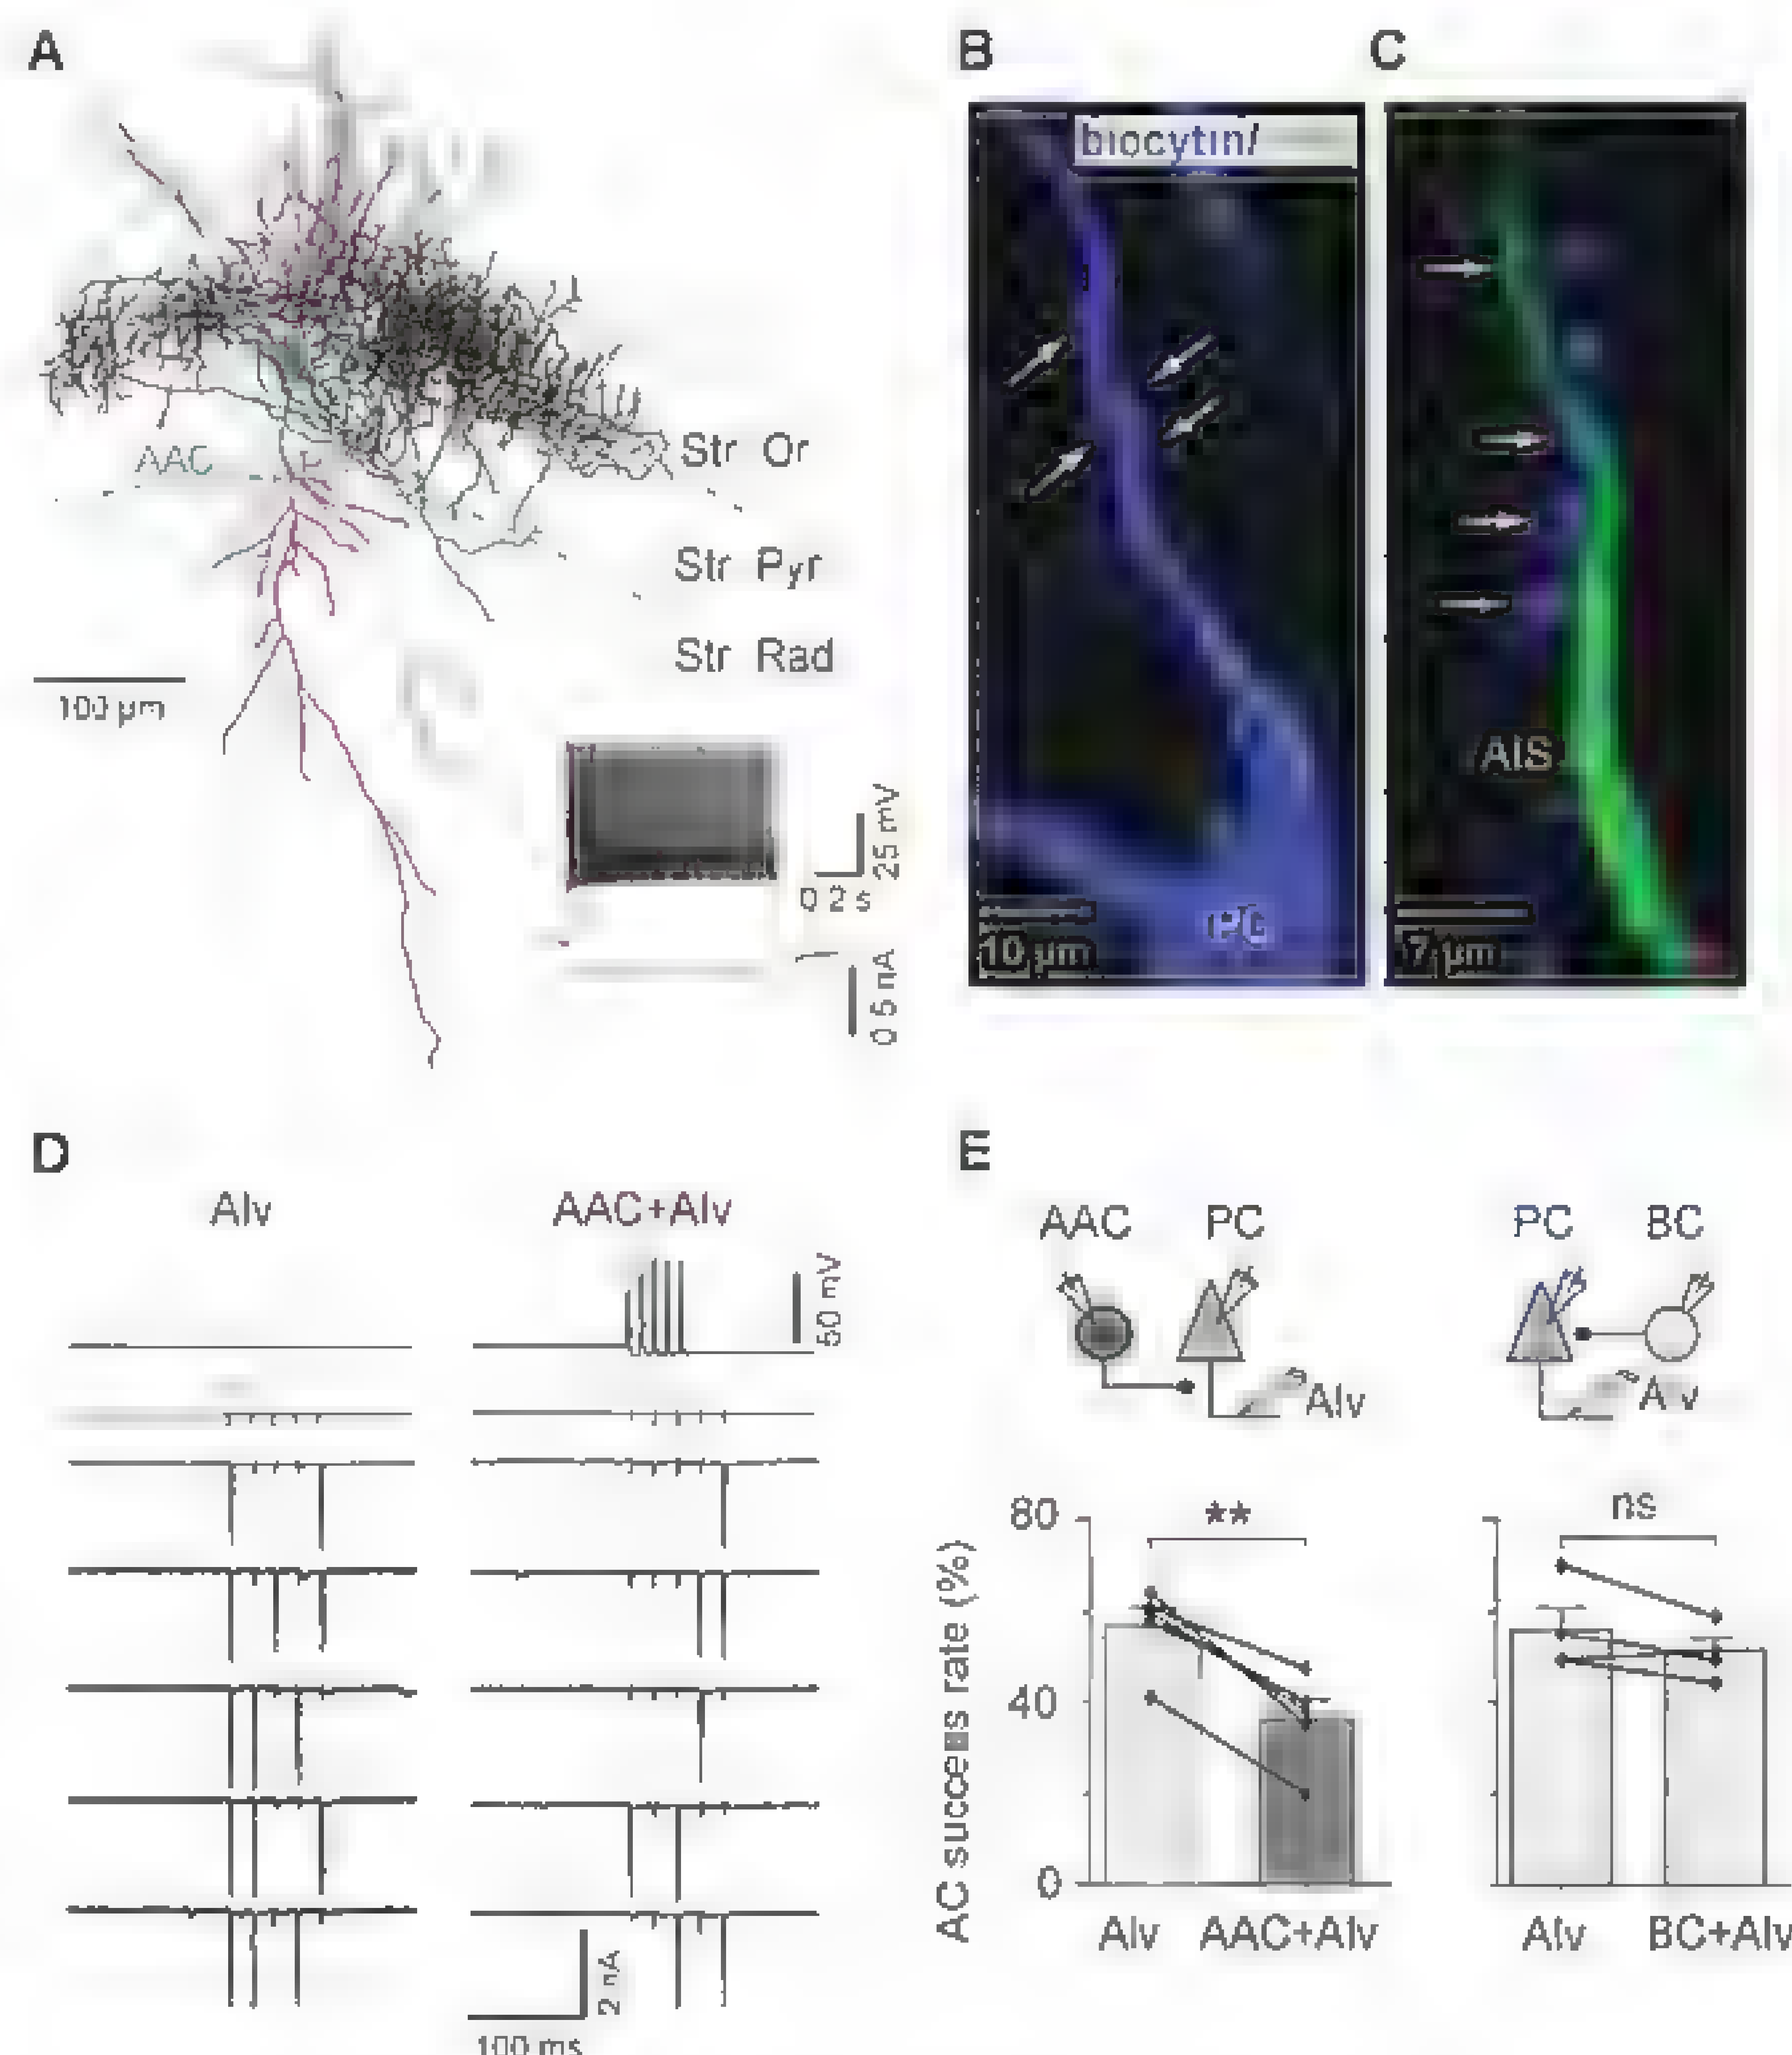 A
AAC
Str Or
Str Pyr
Str Rad
100 µm
25 mV
0 2 s
0 5 nA
B
biocytin/
10 µm
C
AIS
7 µm
D
Alv
AAC+Alv
50 mV
2 nA
100 ms
E
AAC PC
Alv
PC BC
Alv
AC success rate (%)
80
40
0
**
ns
Alv AAC+Alv
Alv BC+Alv